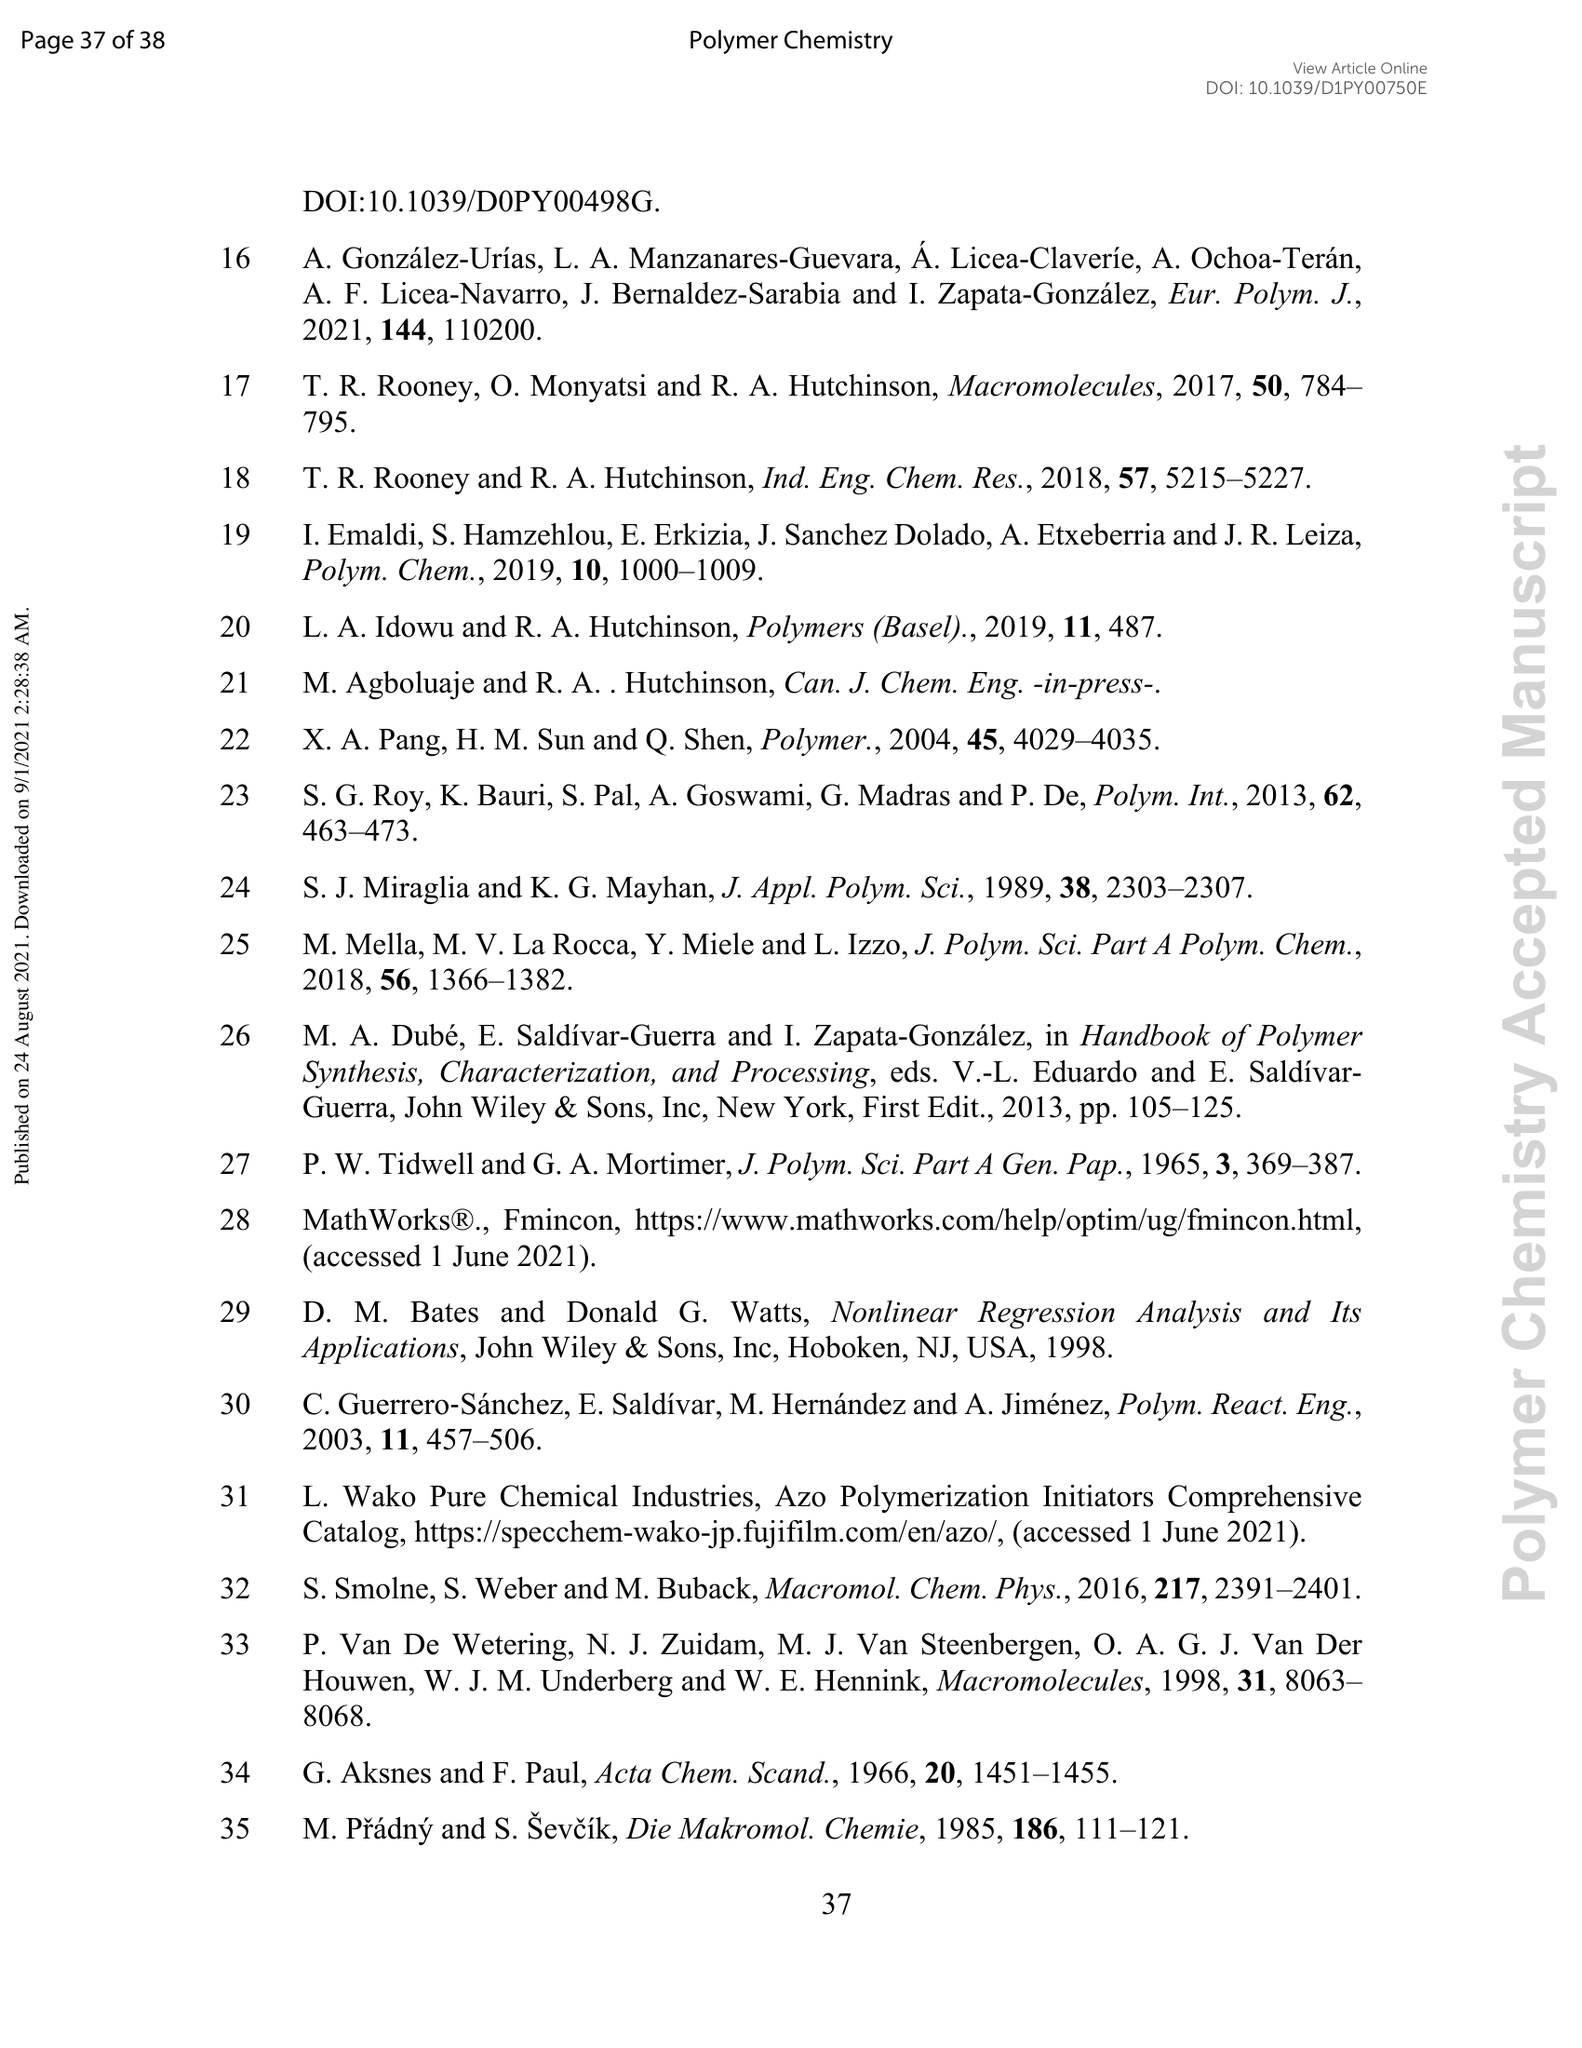 Page 37 of 38
Polymer Chemistry
View Article Online
DOI: 10.1039/D1PY00750E
DOI:10.1039/D0PY00498G.
16 A. González-Urías, L. A. Manzanares-Guevara, Á. Licea-Claveríe, A. Ochoa-Terán,
A. F. Licea-Navarro, J. Bernaldez-Sarabia and I. Zapata-González, Eur. Polym. J.,
2021, 144, 110200.
17 T. R. Rooney, O. Monyatsi and R. A. Hutchinson, Macromolecules, 2017, 50, 784–
795.
18 T. R. Rooney and R. A. Hutchinson, Ind. Eng. Chem. Res., 2018, 57, 5215–5227.
19 I. Emaldi, S. Hamzehlou, E. Erkizia, J. Sanchez Dolado, A. Etxeberria and J. R. Leiza,
Polym. Chem., 2019, 10, 1000–1009.
20 L. A. Idowu and R. A. Hutchinson, Polymers (Basel)., 2019, 11, 487.
21 M. Agboluaje and R. A. . Hutchinson, Can. J. Chem. Eng. -in-press-.
22 X. A. Pang, H. M. Sun and Q. Shen, Polymer., 2004, 45, 4029–4035.
23 S. G. Roy, K. Bauri, S. Pal, A. Goswami, G. Madras and P. De, Polym. Int., 2013, 62,
463–473.
24 S. J. Miraglia and K. G. Mayhan, J. Appl. Polym. Sci., 1989, 38, 2303–2307.
25 M. Mella, M. V. La Rocca, Y. Miele and L. Izzo, J. Polym. Sci. Part A Polym. Chem.,
2018, 56, 1366–1382.
26 M. A. Dubé, E. Saldívar-Guerra and I. Zapata-González, in Handbook of Polymer
Synthesis, Characterization, and Processing, eds. V.-L. Eduardo and E. Saldívar-
Guerra, John Wiley & Sons, Inc, New York, First Edit., 2013, pp. 105–125.
27 P. W. Tidwell and G. A. Mortimer, J. Polym. Sci. Part A Gen. Pap., 1965, 3, 369–387.
28 MathWorks®., Fmincon, https://www.mathworks.com/help/optim/ug/fmincon.html,
(accessed 1 June 2021).
29 D. M. Bates and Donald G. Watts, Nonlinear Regression Analysis and Its
Applications, John Wiley & Sons, Inc, Hoboken, NJ, USA, 1998.
30 C. Guerrero-Sánchez, E. Saldívar, M. Hernández and A. Jiménez, Polym. React. Eng.,
2003, 11, 457–506.
31 L. Wako Pure Chemical Industries, Azo Polymerization Initiators Comprehensive
Catalog, https://specchem-wako-jp.fujifilm.com/en/azo/, (accessed 1 June 2021).
32 S. Smolne, S. Weber and M. Buback, Macromol. Chem. Phys., 2016, 217, 2391–2401.
33 P. Van De Wetering, N. J. Zuidam, M. J. Van Steenbergen, O. A. G. J. Van Der
Houwen, W. J. M. Underberg and W. E. Hennink, Macromolecules, 1998, 31, 8063–
8068.
34 G. Aksnes and F. Paul, Acta Chem. Scand., 1966, 20, 1451–1455.
35 M. Přádný and S. Ševčík, Die Makromol. Chemie, 1985, 186, 111–121.
37
Published on 24 August 2021. Downloaded on 9/1/2021 2:28:38 AM.
Polymer Chemistry Accepted Manuscript